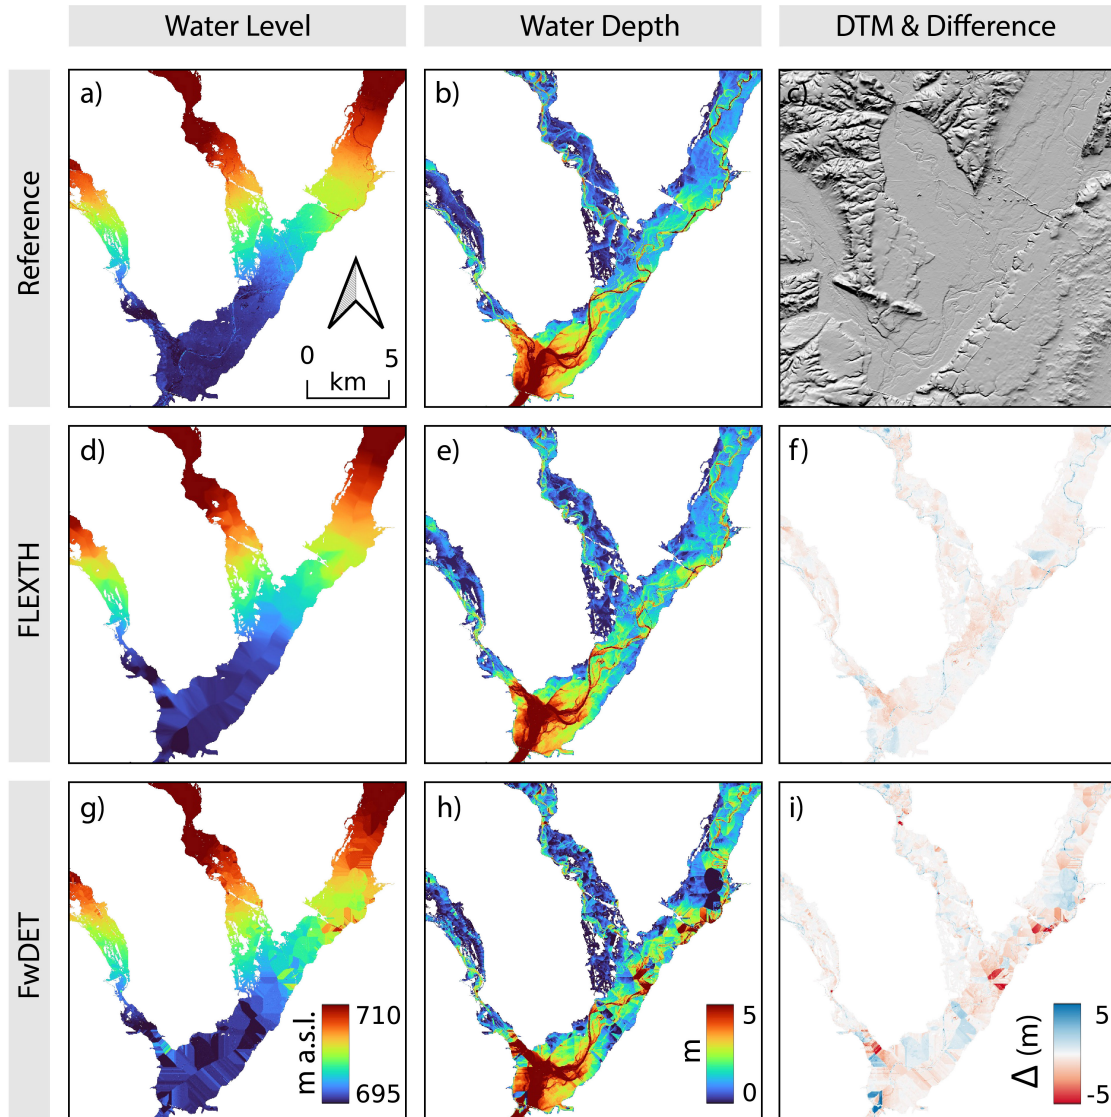 Water Level
Water Depth
DTM & Difference
Reference
a)
0
5
km
b)
c)
FLEXTH
d)
e)
f)
FwDET
g)
m a.s.l.
710
695
h)
m
5
0
i)
Δ (m)
5
-5